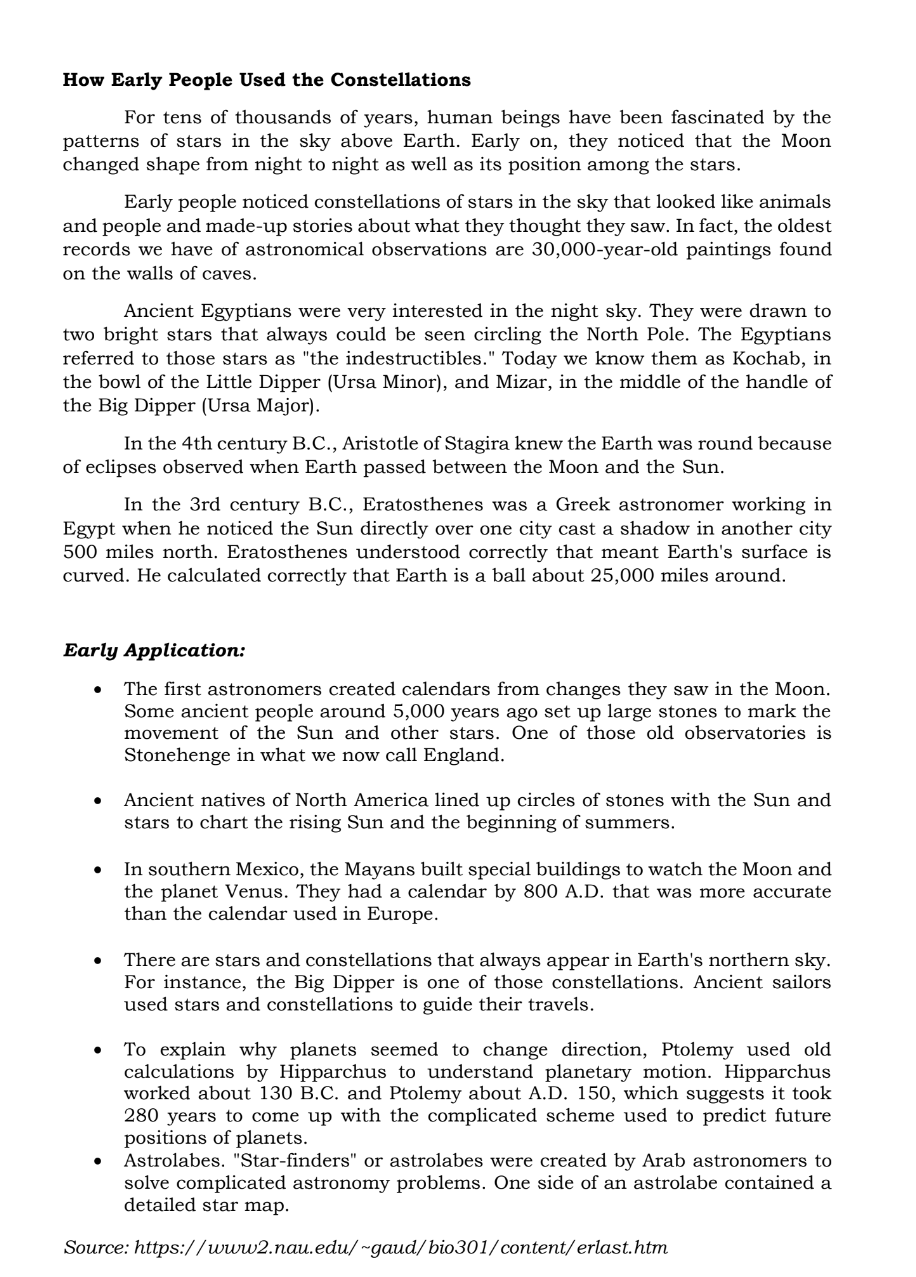 How Early People Used the Constellations
For tens of thousands of years, human beings have been fascinated by the
patterns of stars in the sky above Earth. Early on, they noticed that the Moon
changed shape from night to night as well as its position among the stars.
Early people noticed constellations of stars in the sky that looked like animals
and people and made-up stories about what they thought they saw. In fact, the oldest
records we have of astronomical observations are 30,000-year-old paintings found
on the walls of caves.
Ancient Egyptians were very interested in the night sky. They were drawn to
two bright stars that always could be seen circling the North Pole. The Egyptians
referred to those stars as "the indestructibles." Today we know them as Kochab, in
the bowl of the Little Dipper (Ursa Minor), and Mizar, in the middle of the handle of
the Big Dipper (Ursa Major).
In the 4th century B.C., Aristotle of Stagira knew the Earth was round because
of eclipses observed when Earth passed between the Moon and the Sun.
In the 3rd century B.C., Eratosthenes was a Greek astronomer working in
Egypt when he noticed the Sun directly over one city cast a shadow in another city
500 miles north. Eratosthenes understood correctly that meant Earth's surface is
curved. He calculated correctly that Earth is a ball about 25,000 miles around.
Early Application:
• The first astronomers created calendars from changes they saw in the Moon.
Some ancient people around 5,000 years ago set up large stones to mark the
movement of the Sun and other stars. One of those old observatories is
Stonehenge in what we now call England.
• Ancient natives of North America lined up circles of stones with the Sun and
stars to chart the rising Sun and the beginning of summers.
• In southern Mexico, the Mayans built special buildings to watch the Moon and
the planet Venus. They had a calendar by 800 A.D. that was more accurate
than the calendar used in Europe.
• There are stars and constellations that always appear in Earth's northern sky.
For instance, the Big Dipper is one of those constellations. Ancient sailors
used stars and constellations to guide their travels.
• To explain why planets seemed to change direction, Ptolemy used old
calculations by Hipparchus to understand planetary motion. Hipparchus
worked about 130 B.C. and Ptolemy about A.D. 150, which suggests it took
280 years to come up with the complicated scheme used to predict future
positions of planets.
• Astrolabes. "Star-finders" or astrolabes were created by Arab astronomers to
solve complicated astronomy problems. One side of an astrolabe contained a
detailed star map.
Source: https://www2.nau.edu/~gaud/bio301/content/erlast.htm